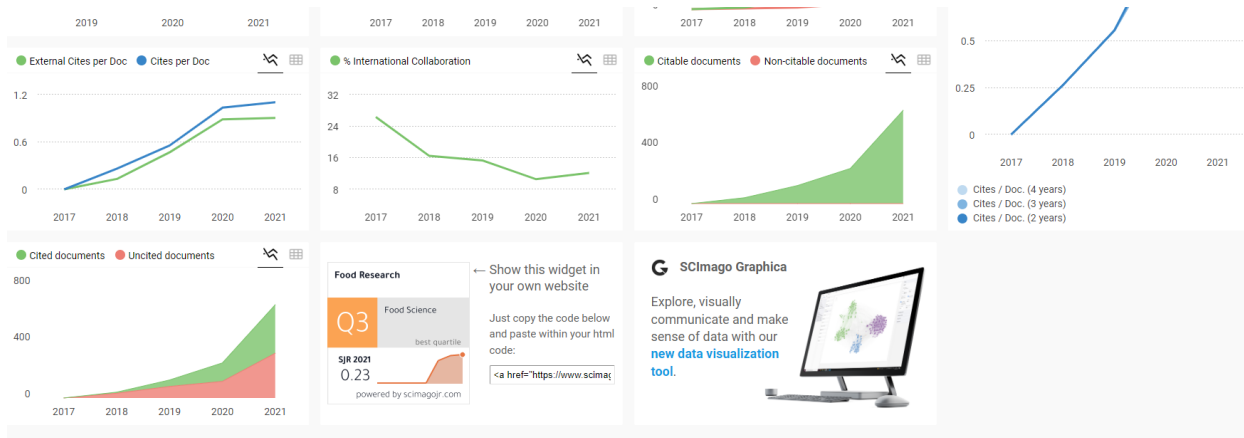 2019 2020 2021
2017 2018 2019 2020 2021
0
2017 2018 2019 2020 2021
0.5
0.25
0
2017 2018 2019 2020 2021
Cites / Doc. (4 years)
Cites / Doc. (3 years)
Cites / Doc. (2 years)
External Cites per Doc Cites per Doc
1.2
0.6
0
2017 2018 2019 2020 2021
% International Collaboration
32
24
16
8
2017 2018 2019 2020 2021
Citable documents Non-citable documents
800
400
0
2017 2018 2019 2020 2021
Cited documents Uncited documents
800
400
0
2017 2018 2019 2020 2021
Food Research
Q3
Food Science
best quartile
SJR 2021
0.23
powered by scimagojr.com
← Show this widget in
your own website
Just copy the code below
and paste within your html
code:
<a href="https://www.scimag
SCImago Graphica
Explore, visually
communicate and make
sense of data with our
new data visualization
tool.